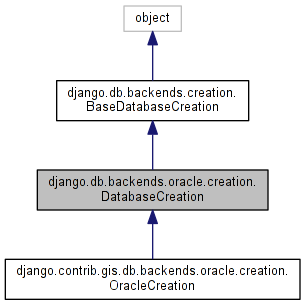 object
django.db.backends.creation.
BaseDatabaseCreation
django.db.backends.oracle.creation.
DatabaseCreation
django.contrib.gis.db.backends.oracle.creation.
OracleCreation